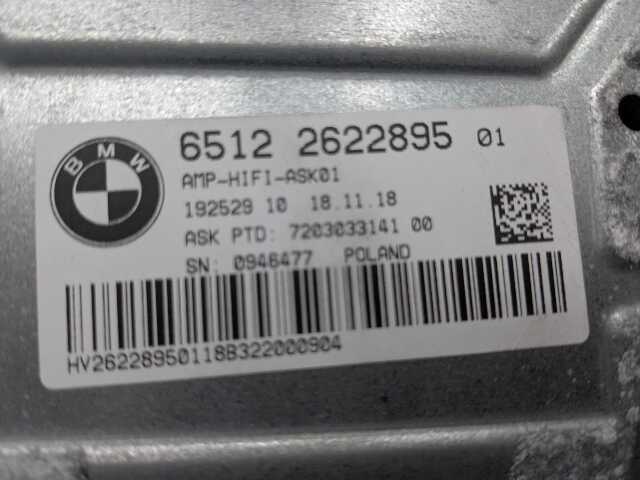 BMW
6512 2622895 01
AMP-HIFI-ASK01
192529 10 18.11.18
ASK PTD: 7203033141 00
SN: 0946477 POLAND
HV26228950118B322000904